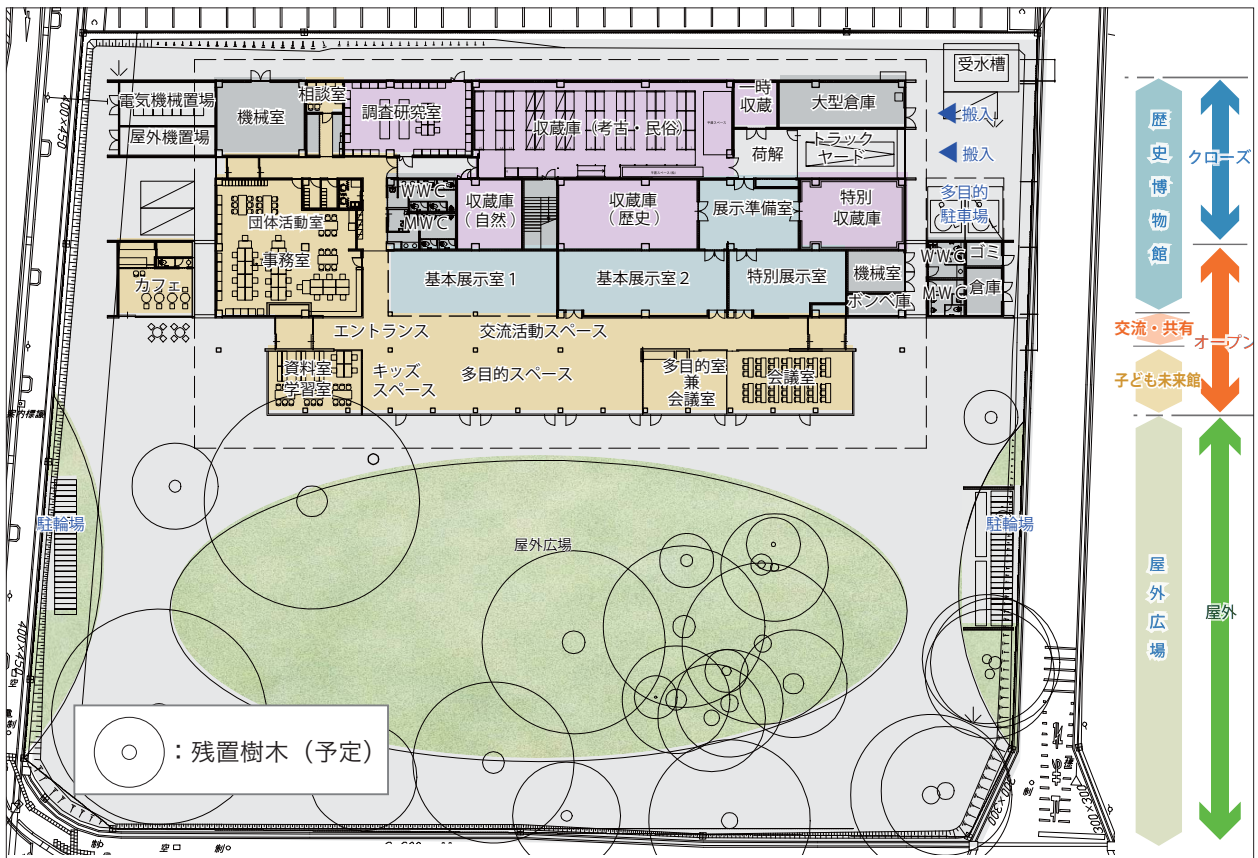 受水槽
電気機械置場
屋外機置場
機械室
相談室
調査研究室
収蔵庫（考古・民俗）
一時
収蔵
大型倉庫
搬入
搬入
荷解
トラック
ヤード
団体活動室
事務室
WWC
MWC
収蔵庫
（自然）
収蔵庫
（歴史）
展示準備室
特別
収蔵庫
多目的
駐車場
カフェ
基本展示室１
基本展示室２
特別展示室
機械室
ボンベ庫
WWC
MWC
ゴミ
倉庫
エントランス
交流活動スペース
資料室
学習室
キッズ
スペース
多目的スペース
多目的室
兼
会議室
会議室
駐輪場
屋外広場
駐輪場
：残置樹木（予定）
歴史博物館
クローズ
交流・共有
オープン
子ども未来館
屋外広場
屋外
400×450
400×450
300×300
300×300